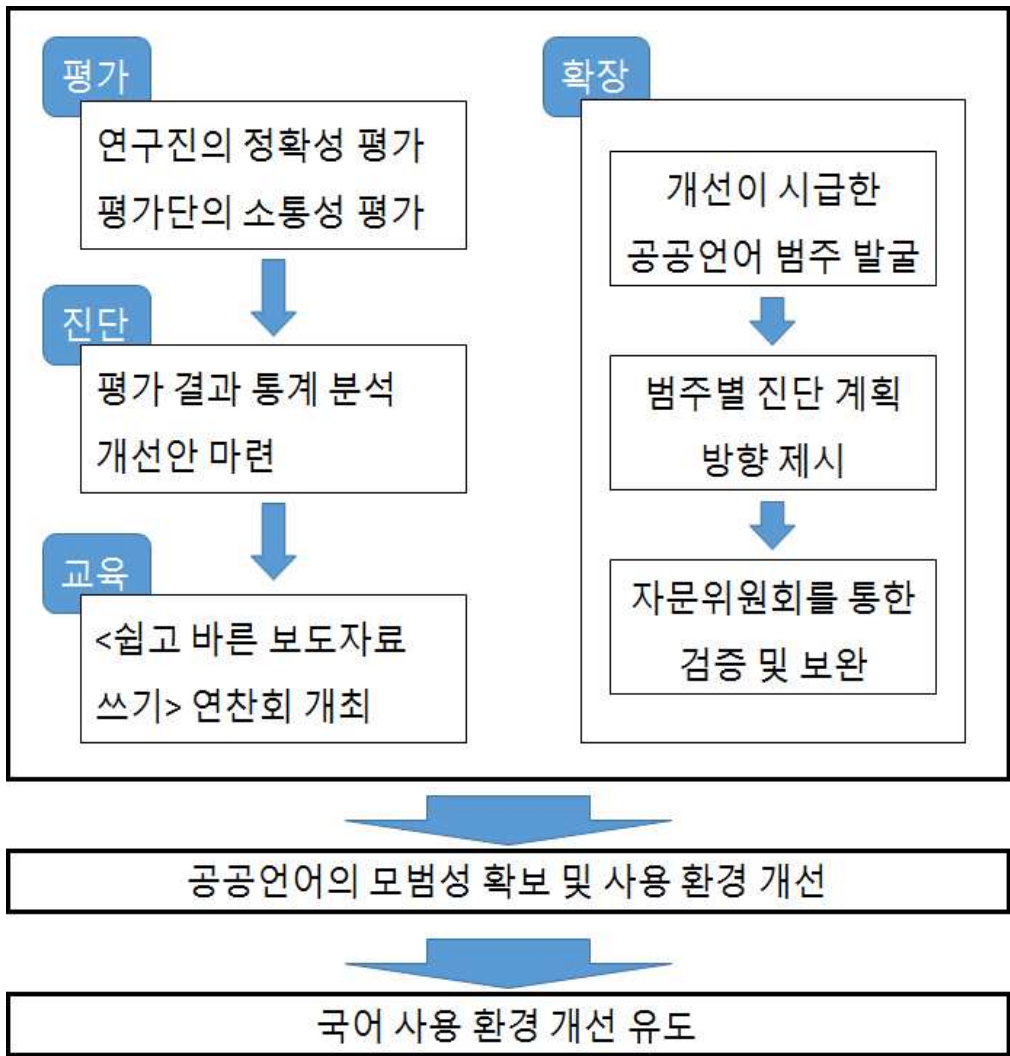 평가
연구진의 정확성 평가
평가단의 소통성 평가
진단
평가 결과 통계 분석
개선안 마련
교육
<쉽고 바른 보도자료
쓰기> 연찬회 개최
확장
개선이 시급한
공공언어 범주 발굴
범주별 진단 계획
방향 제시
자문위원회를 통한
검증 및 보완
공공언어의 모범성 확보 및 사용 환경 개선
국어 사용 환경 개선 유도